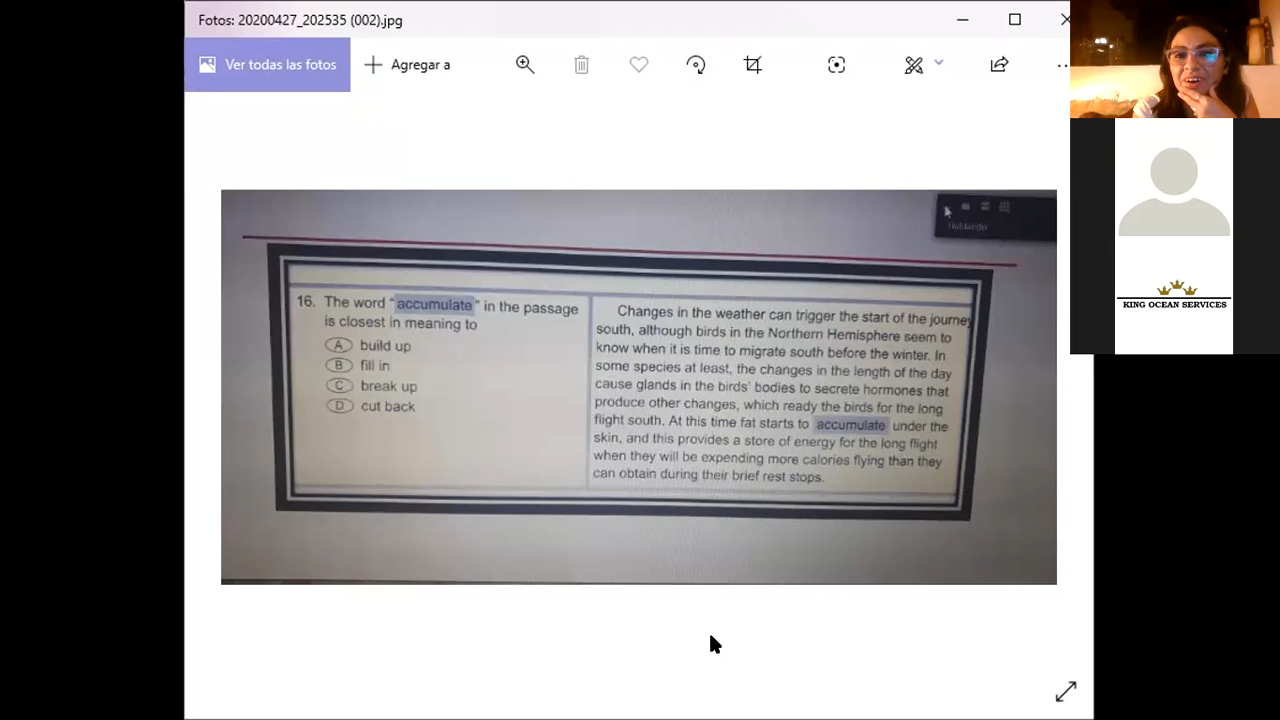 Fotos: 20200427_202535 (002).jpg
Ver todas las fotos
Agregar a
Hablando
16. The word "accumulate" in the passage
is closest in meaning to
A build up
B fill in
C break up
D cut back
Changes in the weather can trigger the start of the journey
south, although birds in the Northern Hemisphere seem to
know when it is time to migrate south before the winter. In
some species at least, the changes in the length of the day
cause glands in the birds' bodies to secrete hormones that
produce other changes, which ready the birds for the long
flight south. At this time fat starts to accumulate under the
skin, and this provides a store of energy for the long flight
when they will be expending more calories flying than they
can obtain during their brief rest stops.
KING OCEAN SERVICES